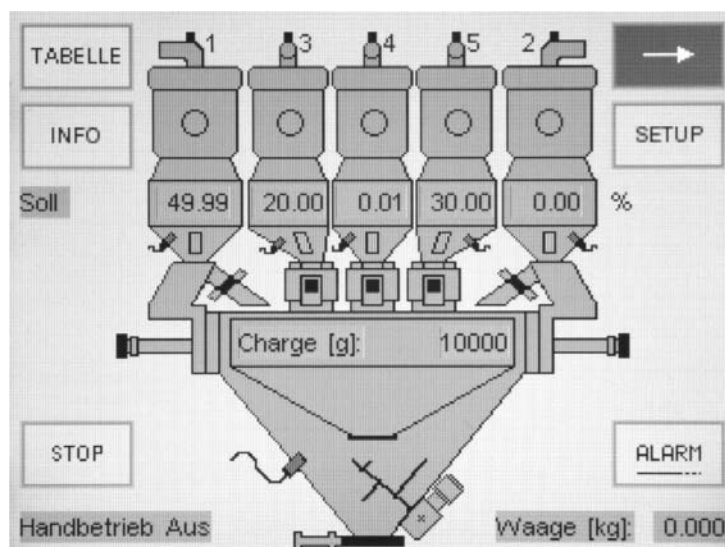 TABELLE
1 3 4 5 2
INFO
SETUP
Soll 49.99 20.00 0.01 30.00 0.00 %
Charge [g]: 10000
STOP
ALARM
Handbetrieb Aus Waage [kg]: 0.000